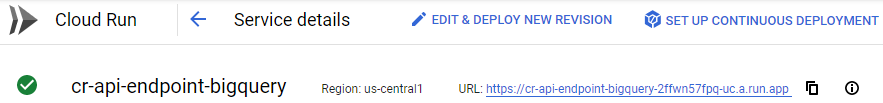 Cloud Run Service details EDIT & DEPLOY NEW REVISION SET UP CONTINUOUS DEPLOYMENT
cr-api-endpoint-bigquery Region: us-central1 URL: https://cr-api-endpoint-bigquery-2ffwn57fpq-uc.a.run.app